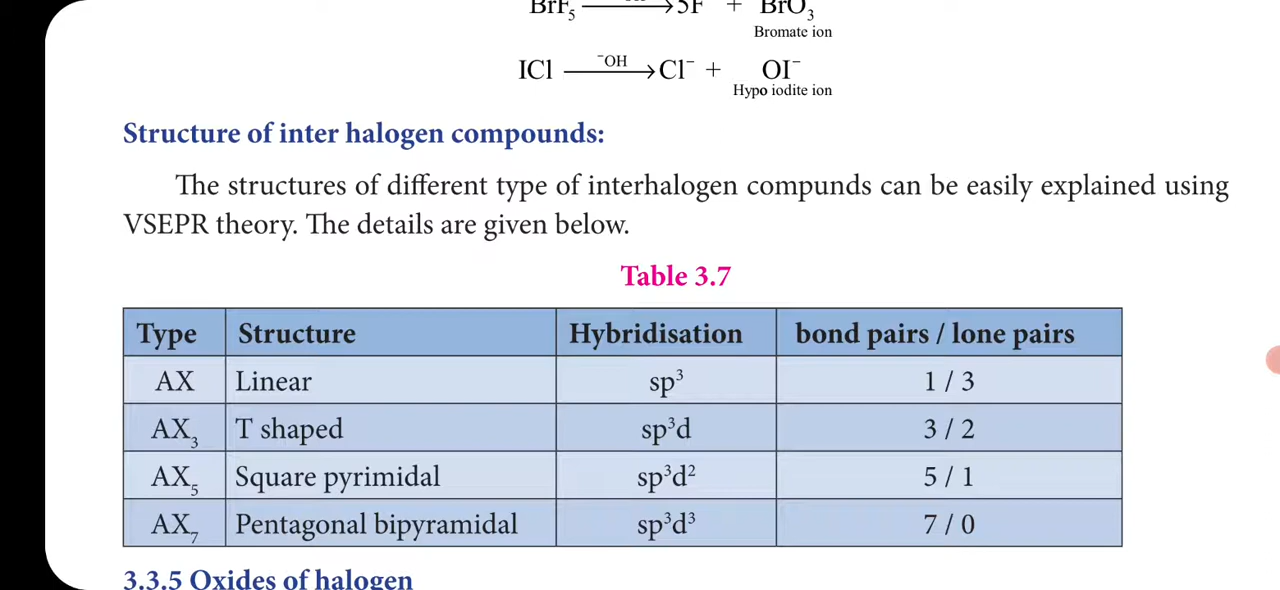 BrF₅ ⟶ 5F + BrO₃
Bromate ion
ICl —⁻OH⟶ Cl⁻ + OI⁻
Hypo iodite ion
Structure of inter halogen compounds:
The structures of different type of interhalogen compunds can be easily explained using
VSEPR theory. The details are given below.
Table 3.7
Type Structure Hybridisation bond pairs / lone pairs
AX Linear sp³ 1 / 3
AX₃ T shaped sp³d 3 / 2
AX₅ Square pyrimidal sp³d² 5 / 1
AX₇ Pentagonal bipyramidal sp³d³ 7 / 0
3.3.5 Oxides of halogen